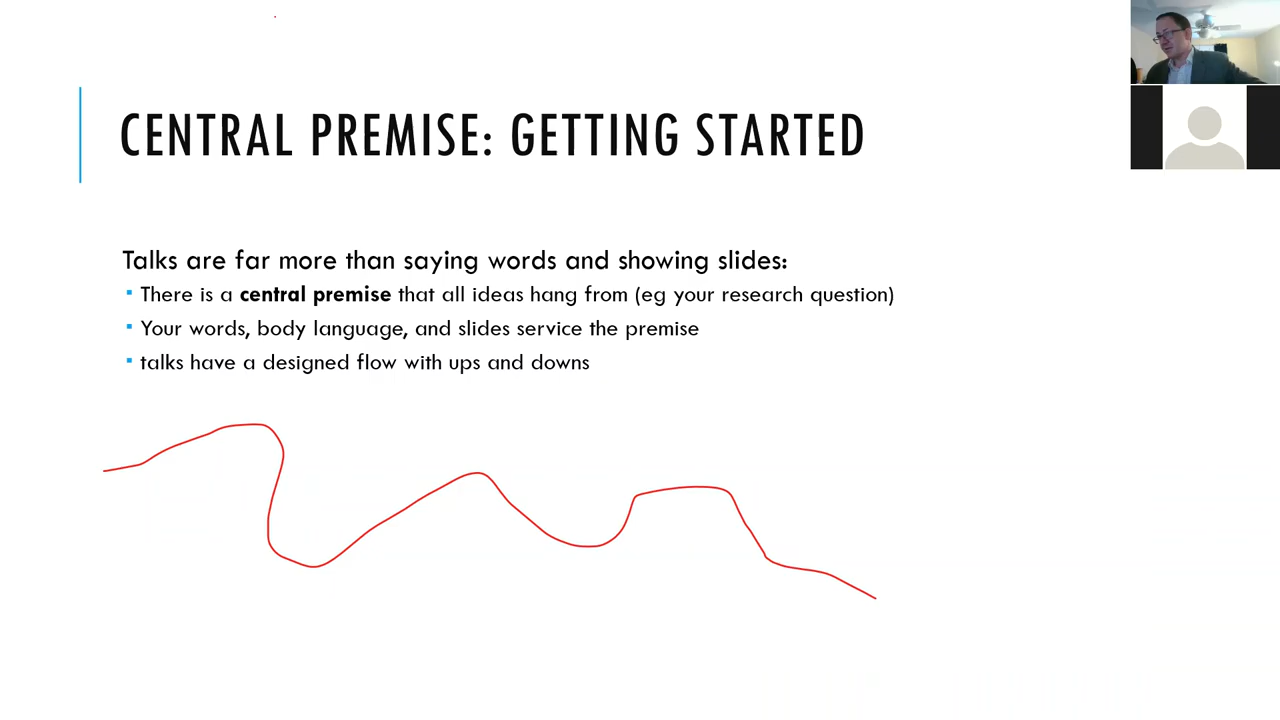 CENTRAL PREMISE: GETTING STARTED
Talks are far more than saying words and showing slides:
There is a central premise that all ideas hang from (eg your research question)
Your words, body language, and slides service the premise
talks have a designed flow with ups and downs